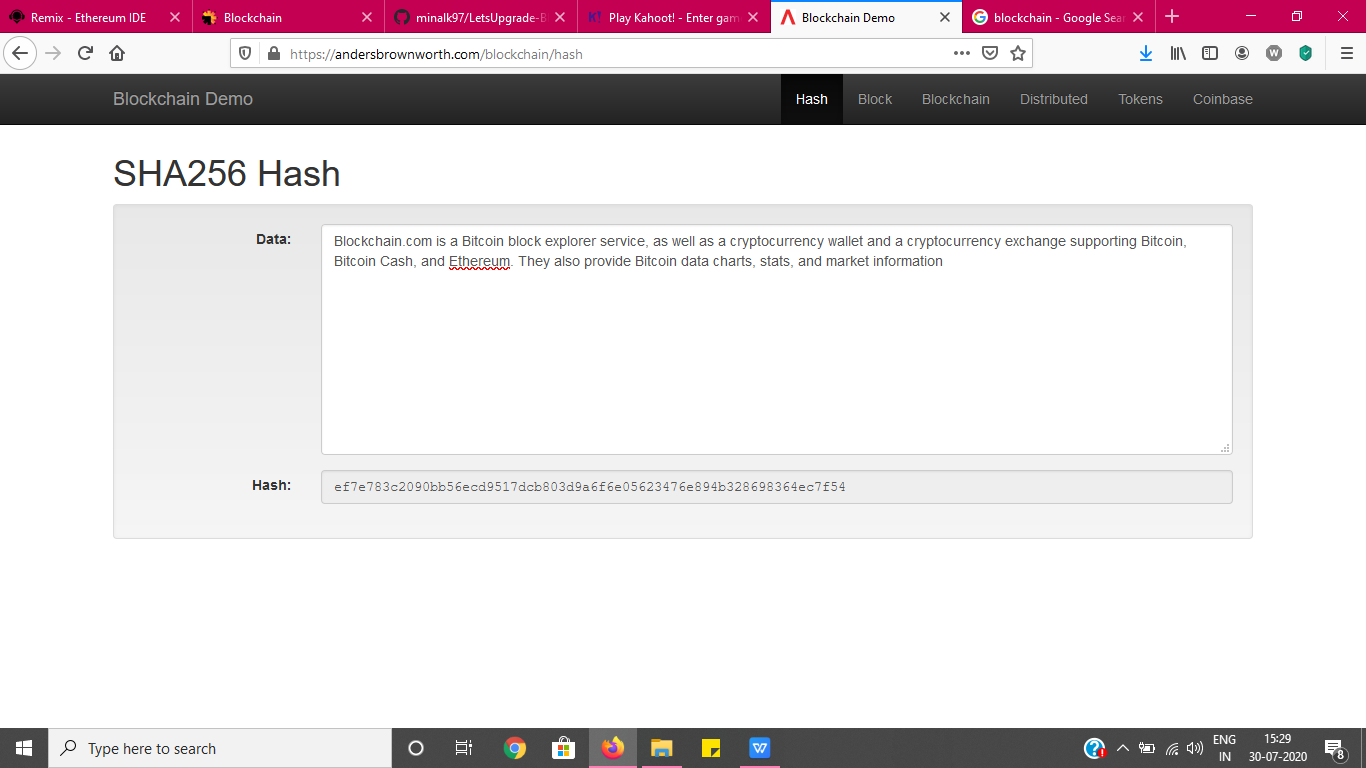 Remix - Ethereum IDE
Blockchain
minalk97/LetsUpgrade-B
Play Kahoot! - Enter gam
Blockchain Demo
blockchain - Google Sear
https://andersbrownworth.com/blockchain/hash
Blockchain Demo
Hash
Block
Blockchain
Distributed
Tokens
Coinbase
SHA256 Hash
Data:
Blockchain.com is a Bitcoin block explorer service, as well as a cryptocurrency wallet and a cryptocurrency exchange supporting Bitcoin,
Bitcoin Cash, and Ethereum. They also provide Bitcoin data charts, stats, and market information
Hash:
ef7e783c2090bb56ecd9517dcb803d9a6f6e05623476e894b328698364ec7f54
Type here to search
ENG
IN
15:29
30-07-2020
8